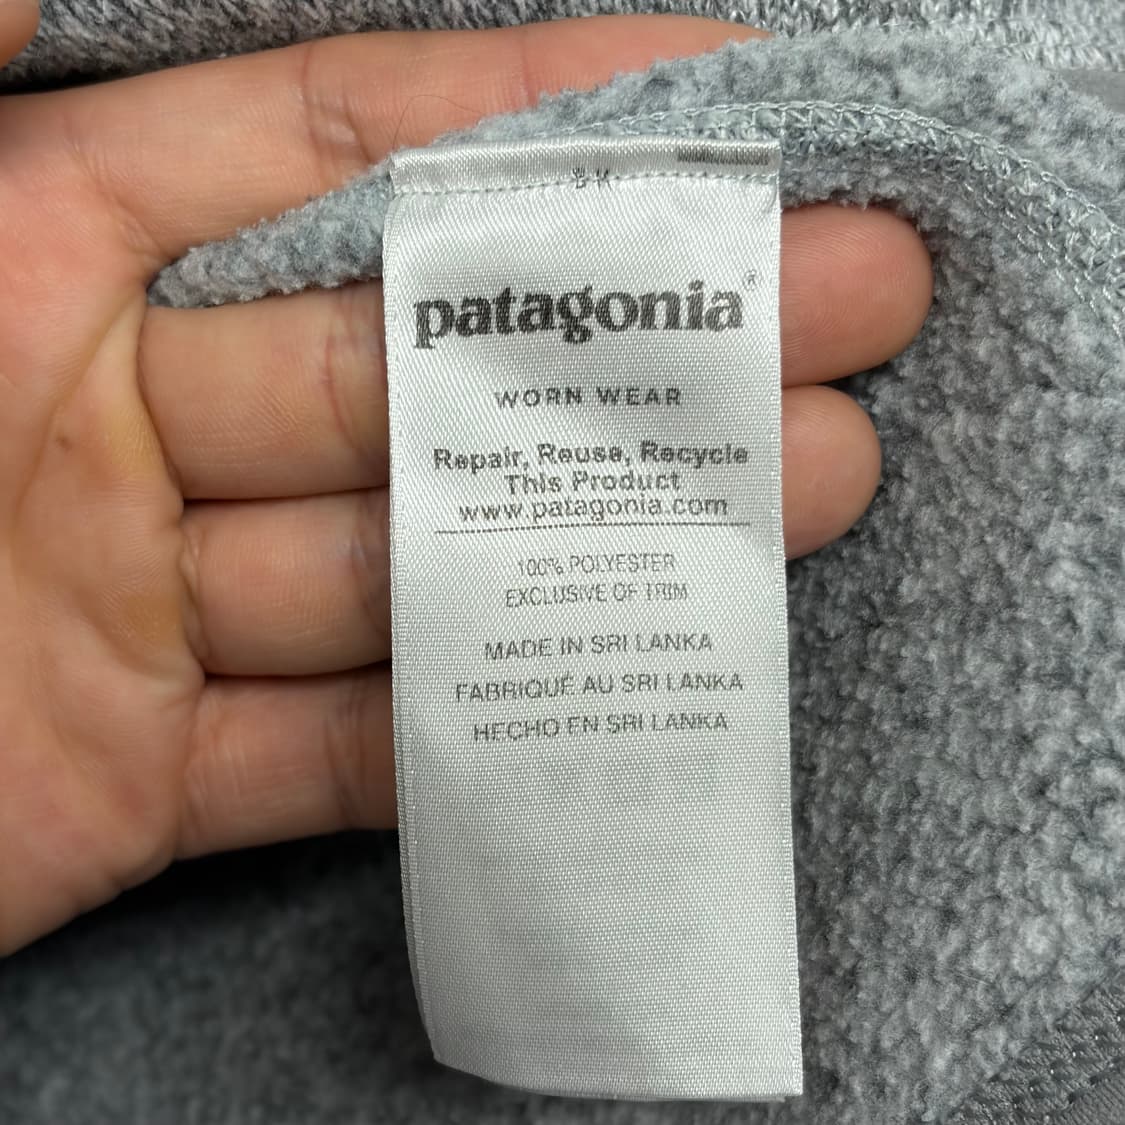 patagonia®
WORN WEAR
Repair, Reuse, Recycle
This Product
www.patagonia.com
100% POLYESTER
EXCLUSIVE OF TRIM
MADE IN SRI LANKA
FABRIQUÉ AU SRI LANKA
HECHO EN SRI LANKA